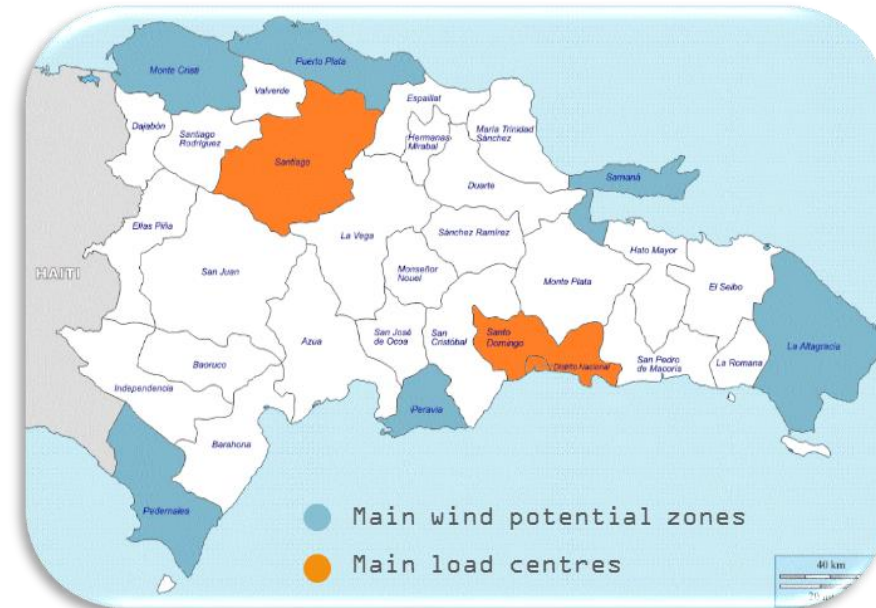 Monte Cristi
Puerto Plata
Valverde
Espaillat
Dajabón
Santiago
Rodríguez
Hermanas
Mirabal
María Trinidad
Sánchez
Santiago
Samaná
Duarte
Elías Piña
La Vega
Sánchez Ramírez
Hato Mayor
HAITI
San Juan
Monseñor
Nouel
Monte Plata
El Seibo
Azua
San José
de Ocoa
San
Cristóbal
Santo
Domingo
La Altagracia
Baoruco
Distrito Nacional
San Pedro
de Macorís
La Romana
Independencia
Peravia
Barahona
Pedernales
Main wind potential zones
Main load centres
40 km